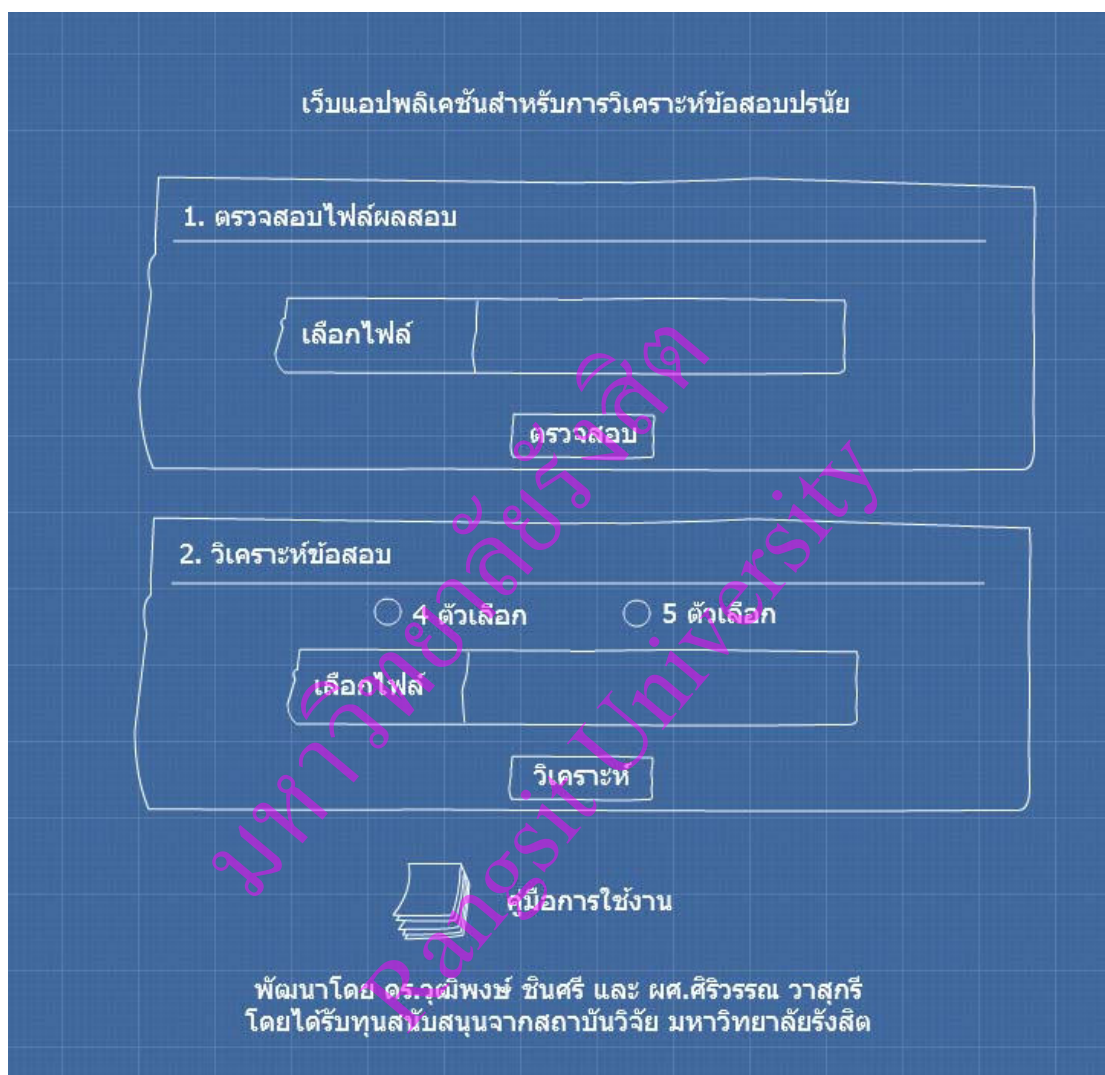 เว็บแอปพลิเคชันสำหรับการวิเคราะห์ข้อสอบปรนัย
1. ตรวจสอบไฟล์ผลสอบ
เลือกไฟล์
ตรวจสอบ
2. วิเคราะห์ข้อสอบ
4 ตัวเลือก 5 ตัวเลือก
เลือกไฟล์
วิเคราะห์
คู่มือการใช้งาน
พัฒนาโดย ดร.วุฒิพงษ์ ชินศรี และ ผศ.ศิริวรรณ วาสุกรี
โดยได้รับทุนสนับสนุนจากสถาบันวิจัย มหาวิทยาลัยรังสิต
มหาวิทยาลัยรังสิต
Rangsit University